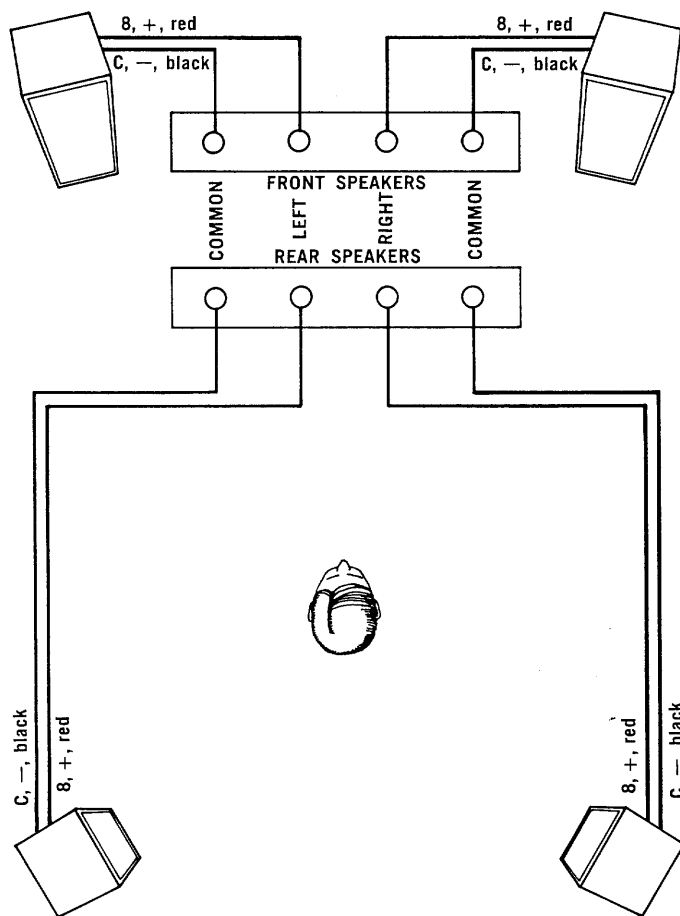 8, +, red
C, —, black
8, +, red
C, —, black
FRONT SPEAKERS
COMMON
LEFT
RIGHT
COMMON
REAR SPEAKERS
C, —, black
8, +, red
8, +, red
C, —, black